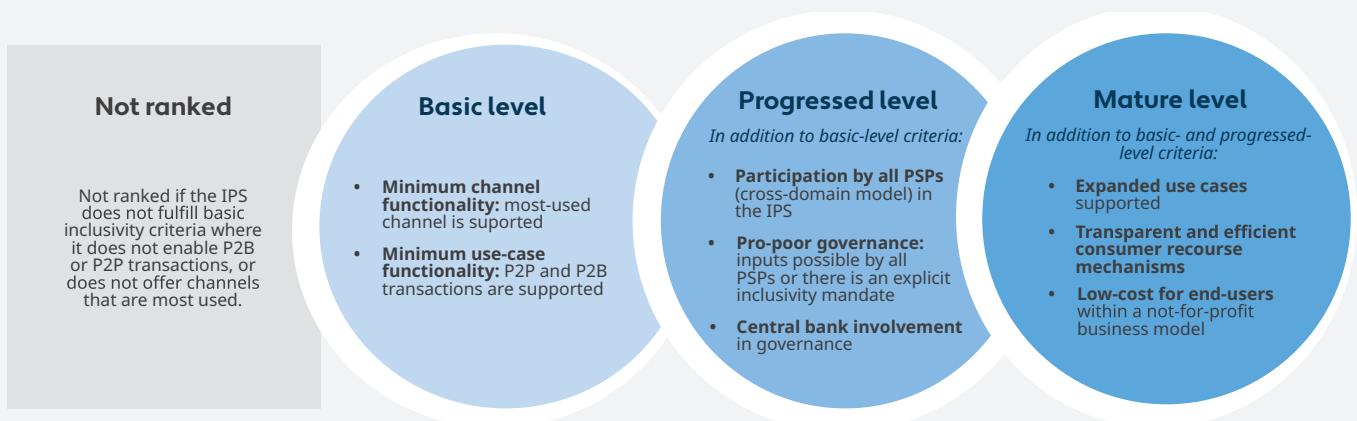 Not ranked
Not ranked if the IPS
does not fulfill basic
inclusivity criteria where
it does not enable P2B
or P2P transactions, or
does not offer channels
that are most used.
Basic level
• Minimum channel
functionality: most-used
channel is suported
• Minimum use-case
functionality: P2P and P2B
transactions are supported
Progressed level
In addition to basic-level criteria:
• Participation by all PSPs
(cross-domain model) in
the IPS
• Pro-poor governance:
inputs possible by all
PSPs or there is an explicit
inclusivity mandate
• Central bank involvement
in governance
Mature level
In addition to basic- and progressed-
level criteria:
• Expanded use cases
supported
• Transparent and efficient
consumer recourse
mechanisms
• Low-cost for end-users
within a not-for-profit
business model